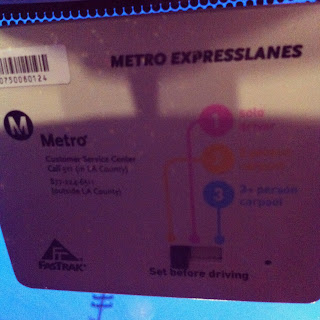 METRO EXPRESSLANES
0750080124
M
Metro
Customer Service Center
Call 511 (in LA County)
(outside LA County)
1 solo driver
2
3 3+ person carpool
FASTRAK
Set before driving